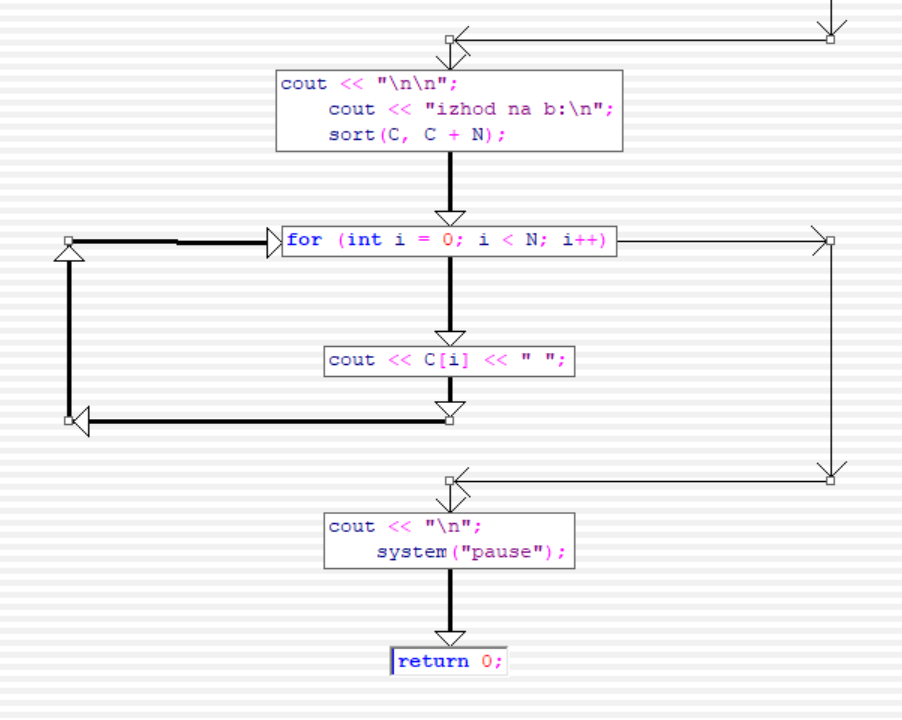 cout << "\n\n";
cout << "izhod na b:\n";
sort(C, C + N);
for (int i = 0; i < N; i++)
cout << C[i] << " ";
cout << "\n";
system("pause");
return 0;